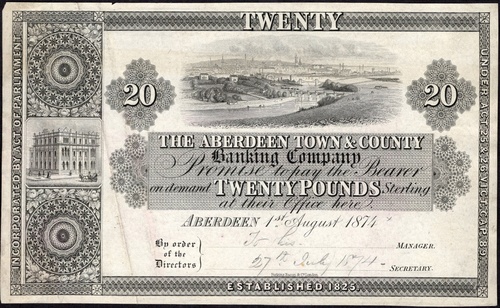 TWENTY
INCORPORATED BY ACT OF PARLIAMENT
20
20
UNDER ACT 24 & 25 VICT CAP. 89
THE ABERDEEN TOWN & COUNTY
Banking Company
Promise to pay the Bearer
on demand TWENTY POUNDS Sterling
at their Office here.
ABERDEEN 1st August 1874
By order
of the
Directors
MANAGER.
27th July 1874
SECRETARY.
ESTABLISHED 1825.